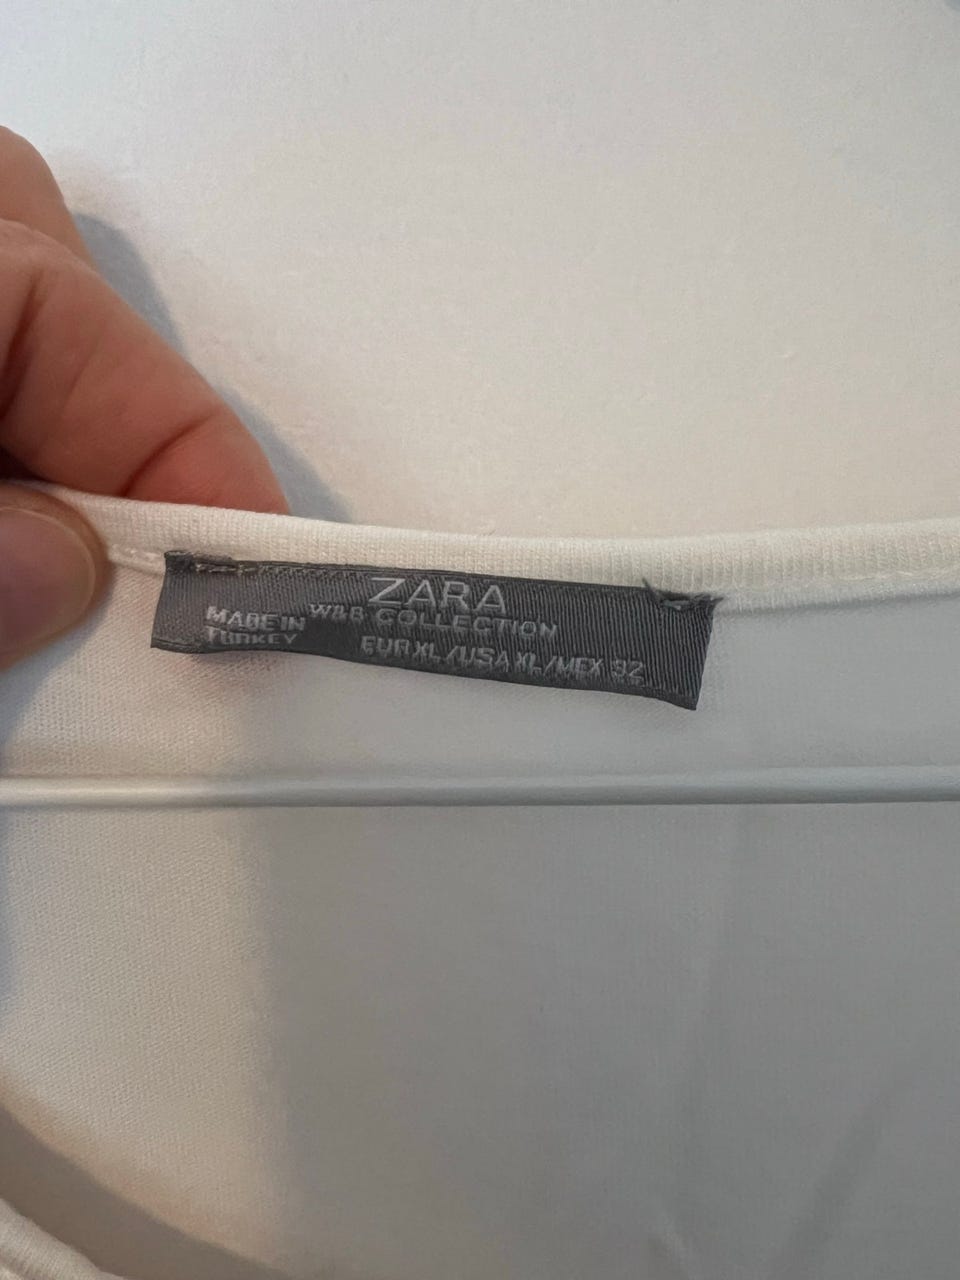 ZARA
W&B COLLECTION
MADE IN
TURKEY
EUR XL/USA XL/MEX 32